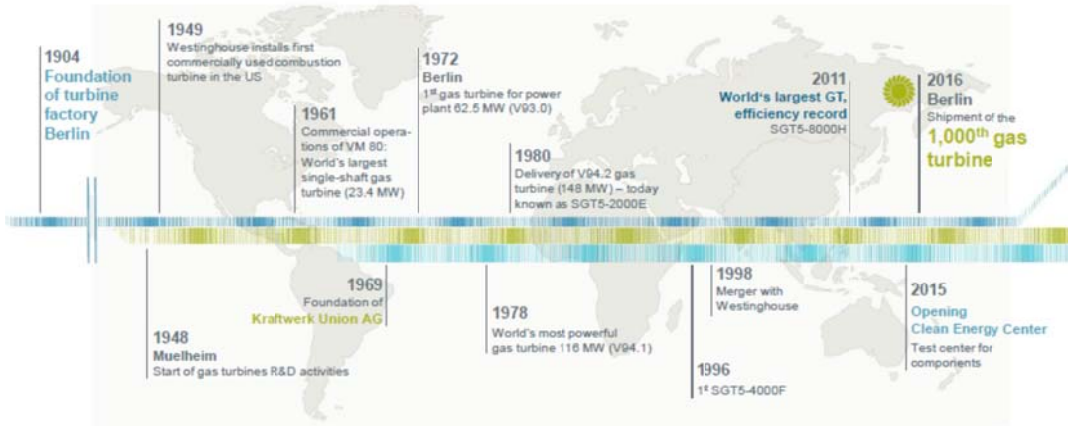 1904
Foundation
of turbine
factory
Berlin
1949
Westinghouse installs first
commercially used combustion
turbine in the US
1961
Commercial opera-
tions of VM 80:
World's largest
single-shaft gas
turbine (23.4 MW)
1972
Berlin
1st gas turbine for power
plant 62.5 MW (V93.0)
1980
Delivery of V94.2 gas
turbine (148 MW) – today
known as SGT5-2000E
2011
World's largest GT,
efficiency record
SGT5-8000H
2016
Berlin
Shipment of the
1,000th gas
turbine
1948
Muelheim
Start of gas turbines R&D activities
1969
Foundation of
Kraftwerk Union AG
1978
World's most powerful
gas turbine 116 MW (V94.1)
1996
1st SGT5-4000F
1998
Merger with
Westinghouse
2015
Opening
Clean Energy Center
Test center for
components